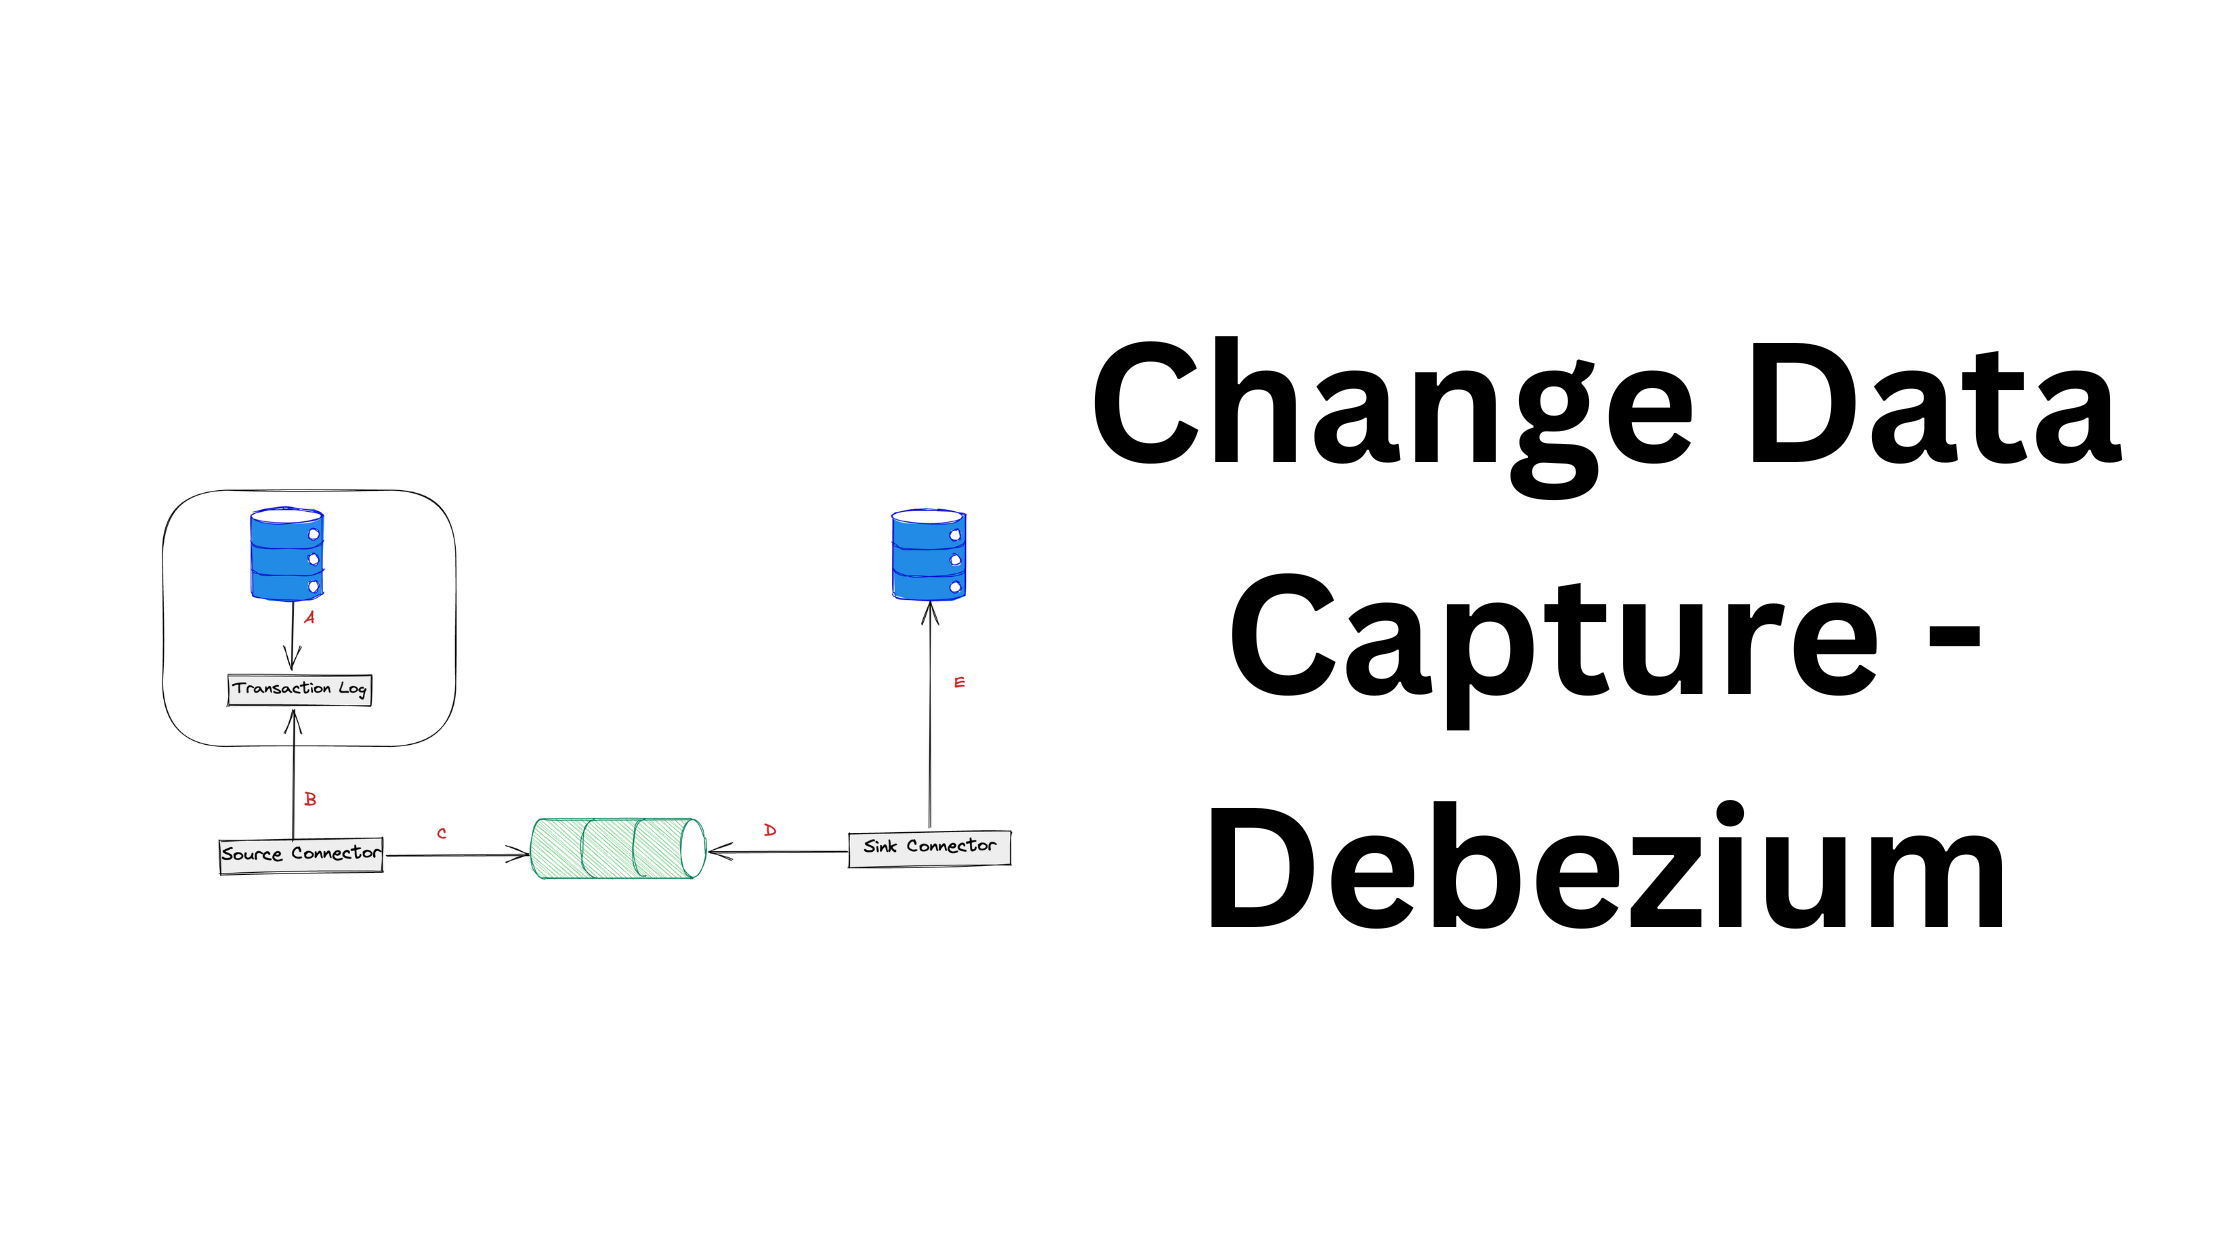 Change Data
Capture -
Debezium
A
Transaction Log
E
B
C
D
Source Connector
Sink Connector